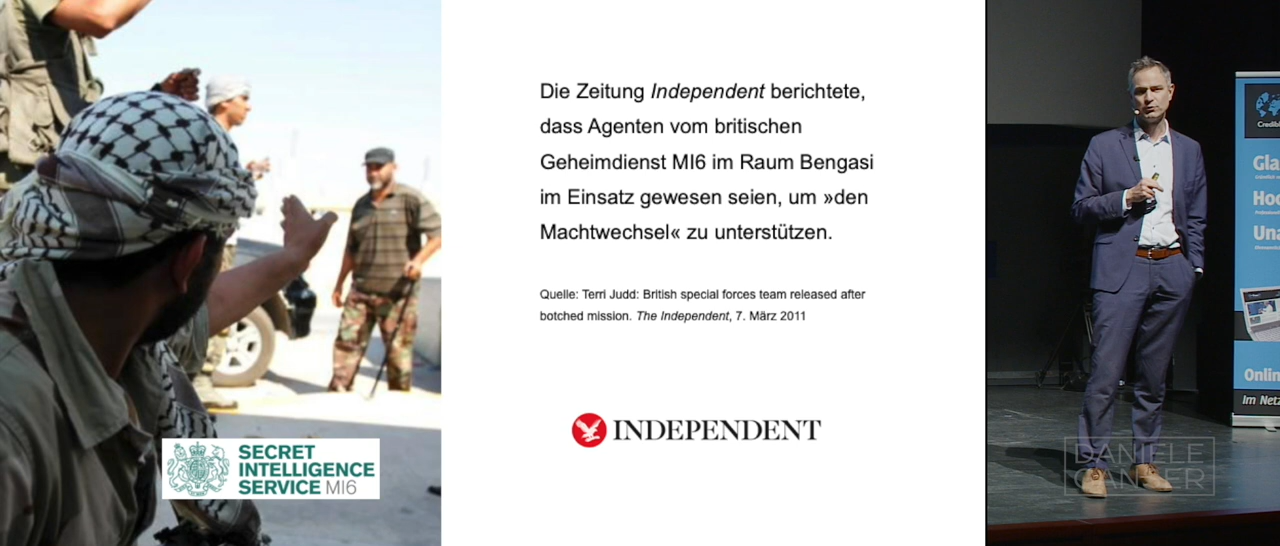 Die Zeitung Independent berichtete,
dass Agenten vom britischen
Geheimdienst MI6 im Raum Bengasi
im Einsatz gewesen seien, um »den
Machtwechsel« zu unterstützen.
Quelle: Terri Judd: British special forces team released after
botched mission. The Independent, 7. März 2011
INDEPENDENT
SECRET
INTELLIGENCE
SERVICE MI6
Credib
Gla
Hoc
Una
Onlin
Im Netz
DANIELE
GANSER